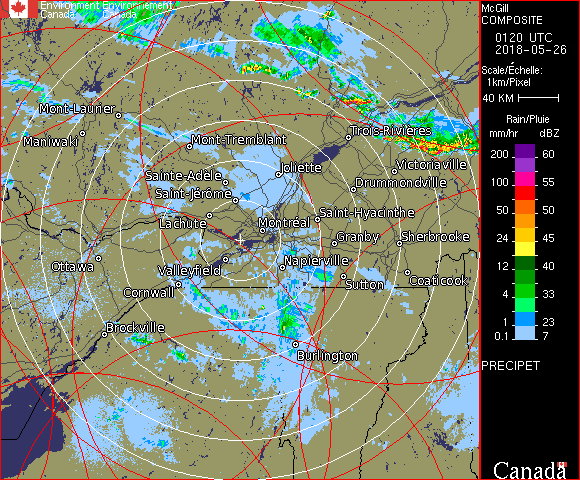 Environment Environnement
Canada Canada
Mont-Laurier
Maniwaki
Mont-Tremblant
Trois-Rivières
Sainte-Adèle
Joliette
Victoriaville
Saint-Jérôme
Drummondville
Lachute
Montréal
Saint-Hyacinthe
Granby
Sherbrooke
Ottawa
Valleyfield
Napierville
Cornwall
Sutton
Coaticook
Brockville
Burlington
McGill
COMPOSITE
0120 UTC
2018-05-26
Scale/Échelle:
1km/Pixel
40 KM
Rain/Pluie
mm/hr dBZ
200 60
100 55
50 50
24 45
12 40
4 33
1 23
0.1 7
PRECIPET
Canada